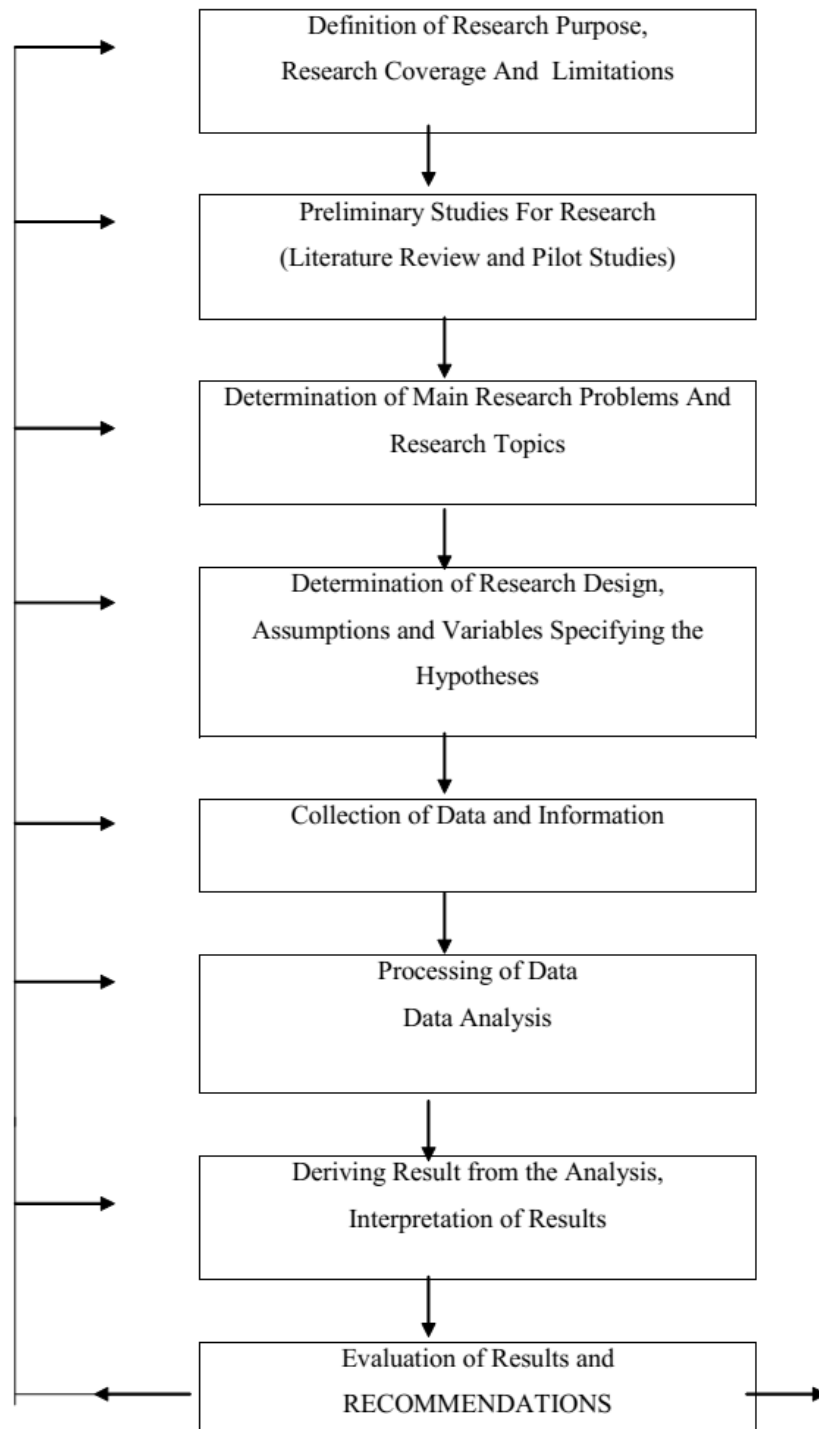 Definition of Research Purpose,
Research Coverage And Limitations
Preliminary Studies For Research
(Literature Review and Pilot Studies)
Determination of Main Research Problems And
Research Topics
Determination of Research Design,
Assumptions and Variables Specifying the
Hypotheses
Collection of Data and Information
Processing of Data
Data Analysis
Deriving Result from the Analysis,
Interpretation of Results
Evaluation of Results and
RECOMMENDATIONS